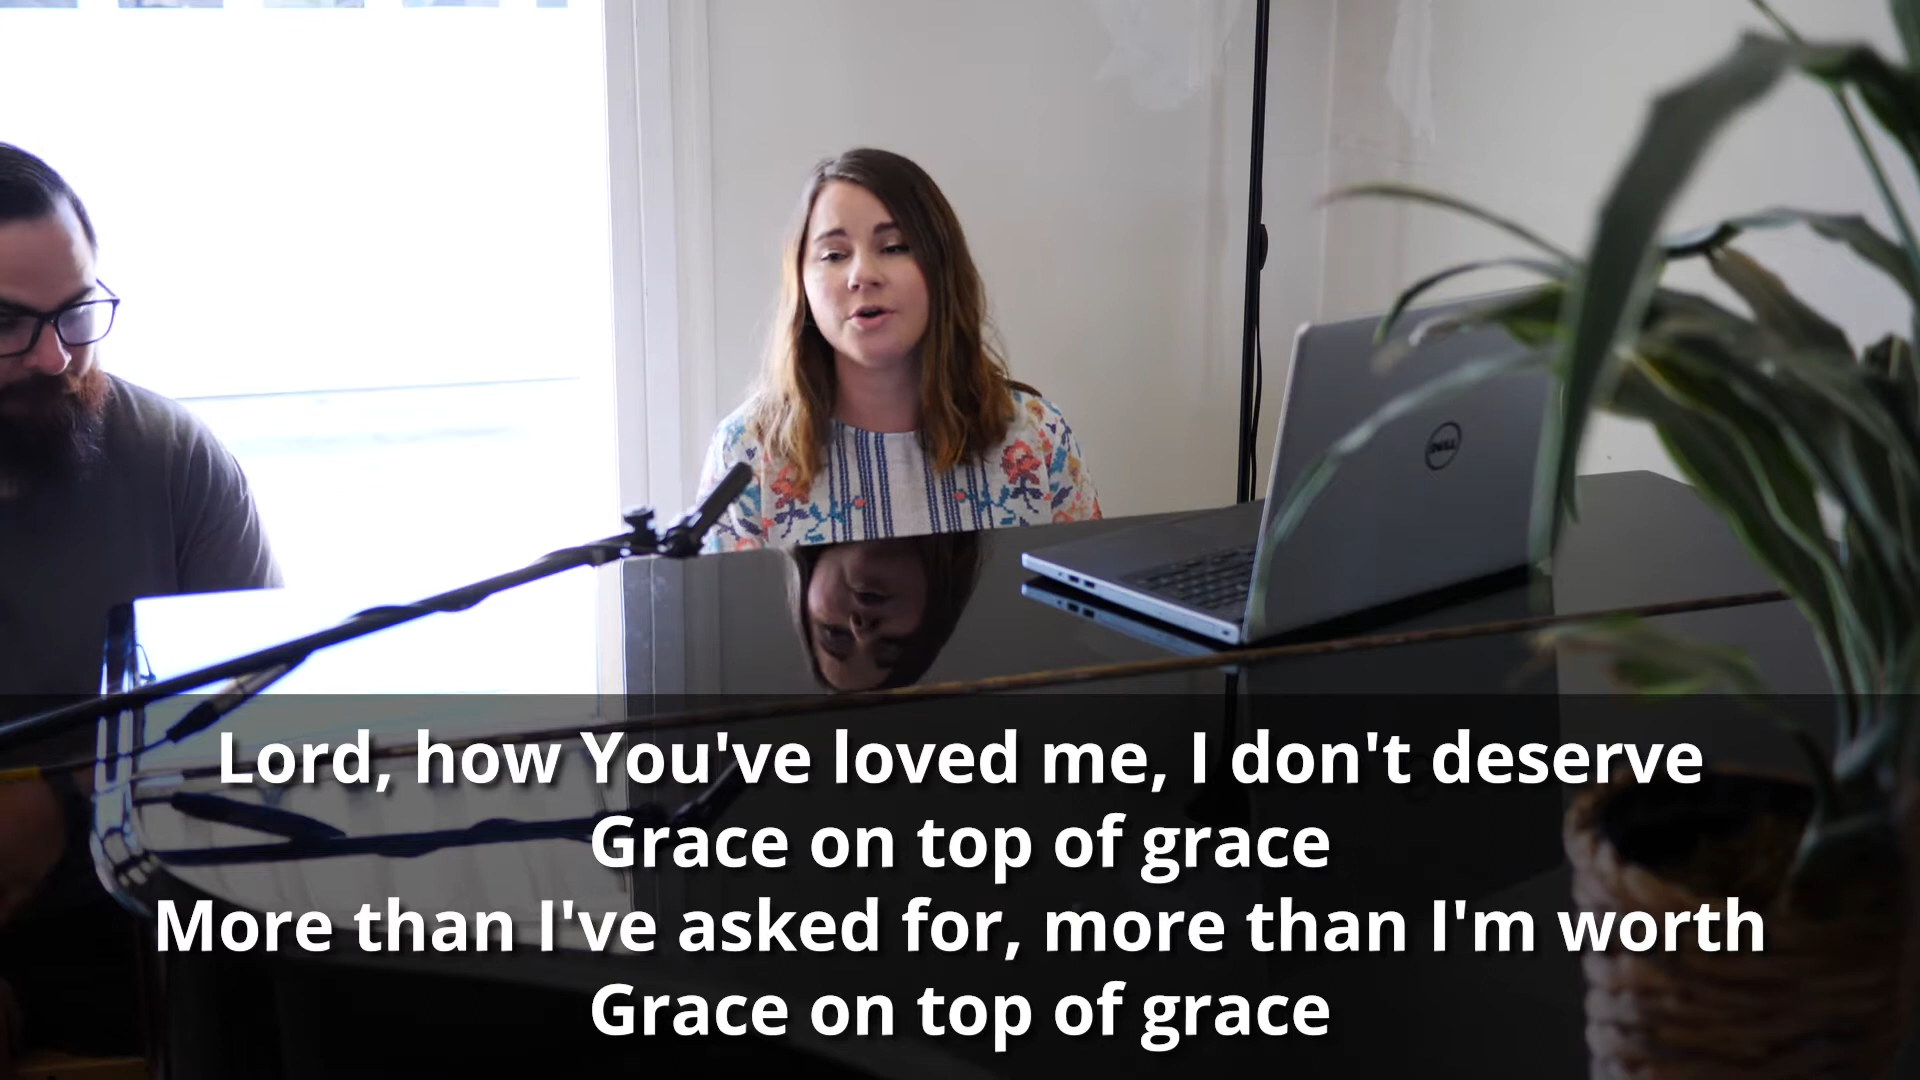 DELL
Lord, how You've loved me, I don't deserve
Grace on top of grace
More than I've asked for, more than I'm worth
Grace on top of grace